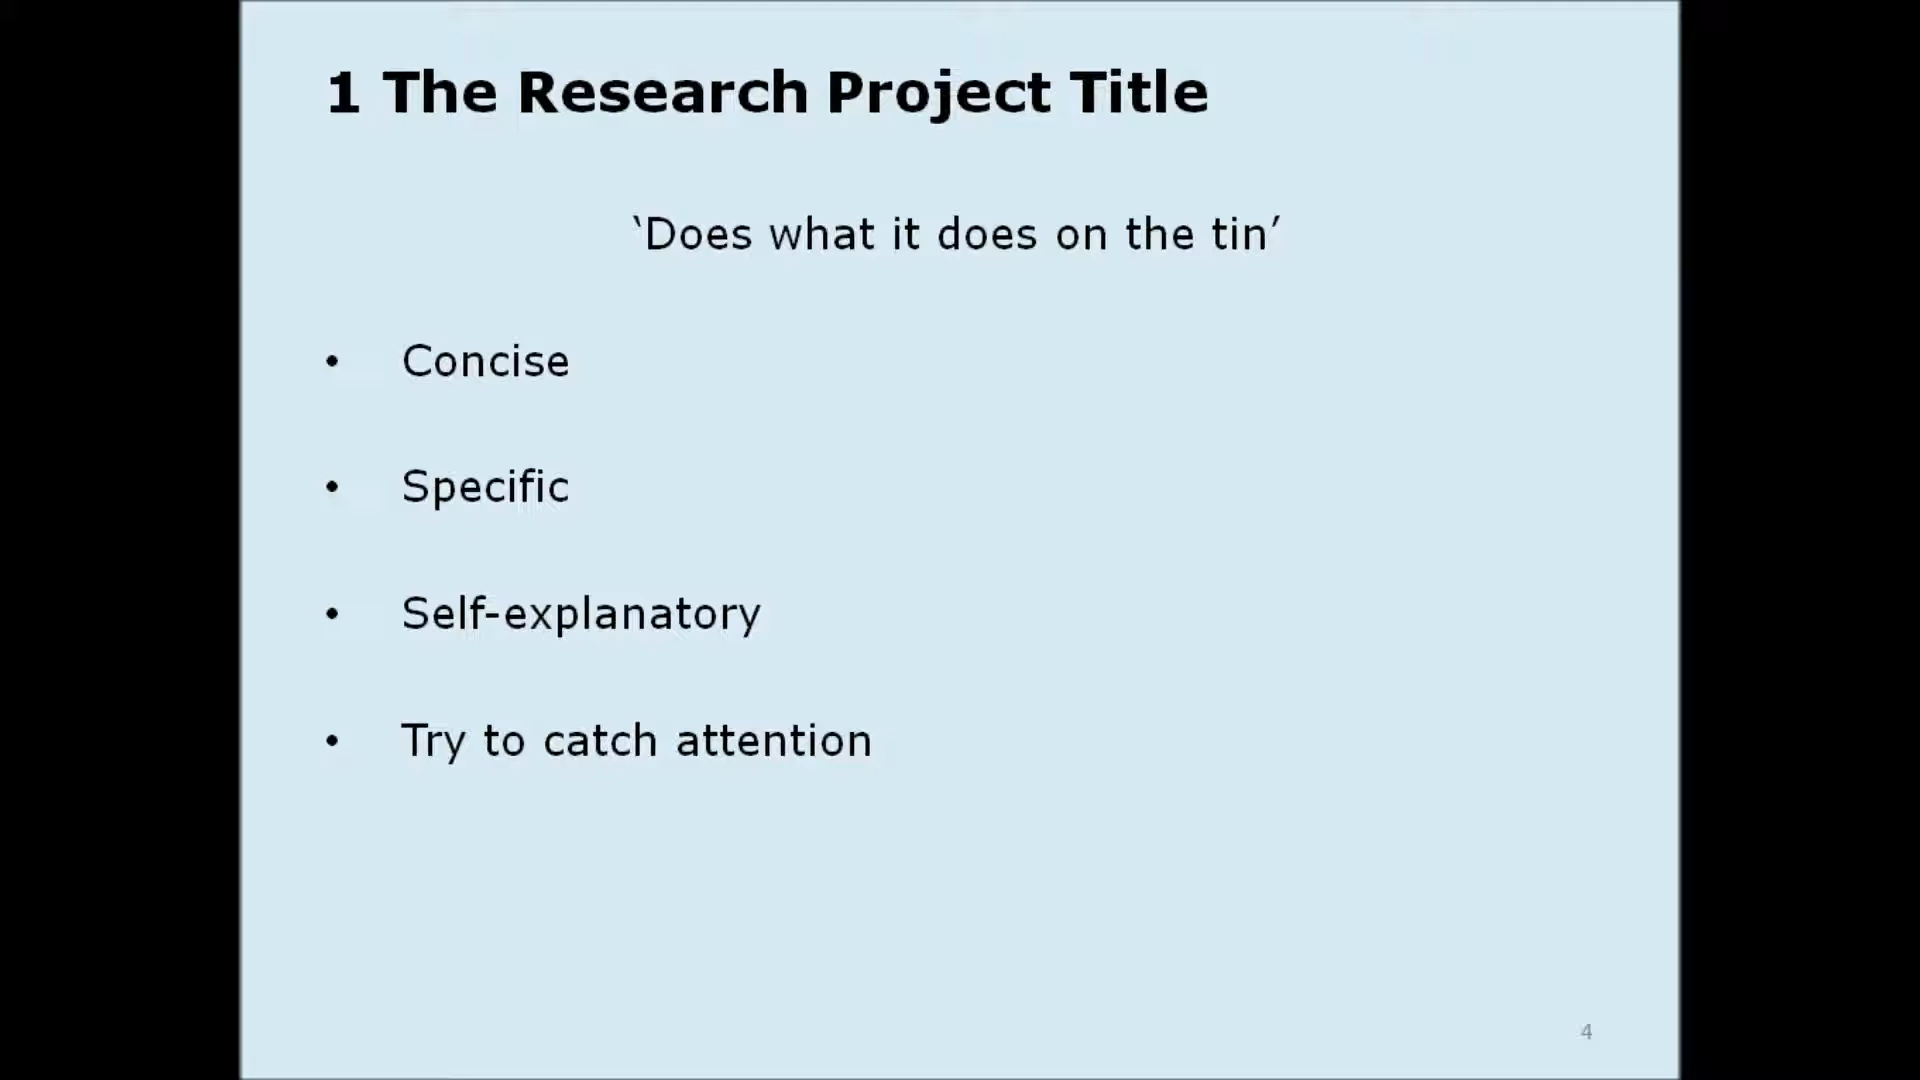 1 The Research Project Title
‘Does what it does on the tin’
• Concise
• Specific
• Self-explanatory
• Try to catch attention
4